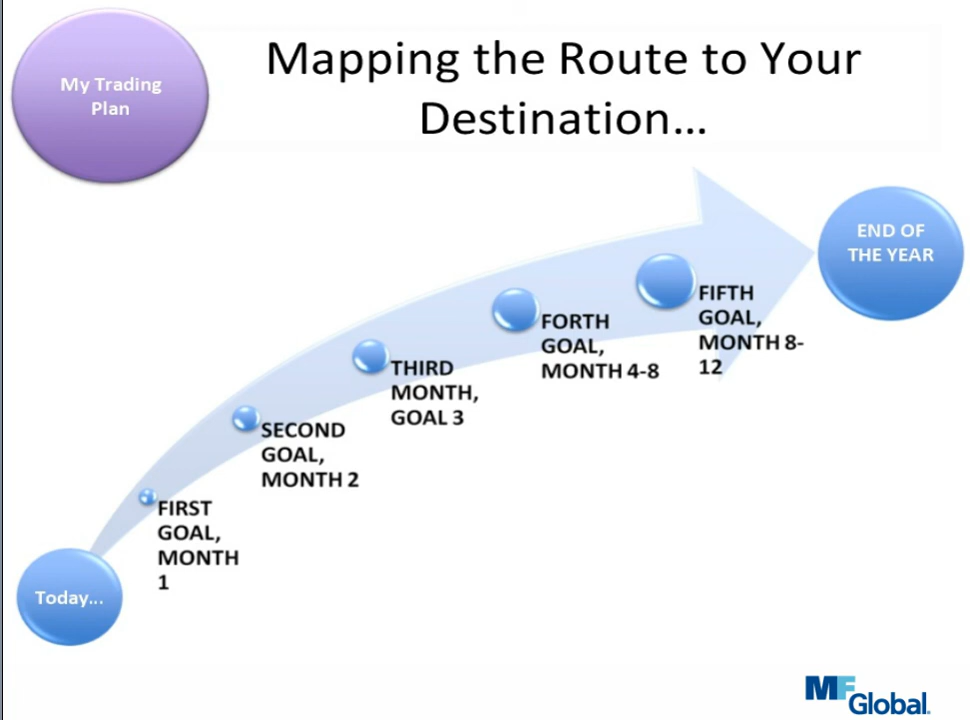 My Trading
Plan
Mapping the Route to Your
Destination...
END OF
THE YEAR
FIFTH
GOAL,
MONTH 8-
12
FORTH
GOAL,
MONTH 4-8
THIRD
MONTH,
GOAL 3
SECOND
GOAL,
MONTH 2
FIRST
GOAL,
MONTH
1
Today...
MF
Global.